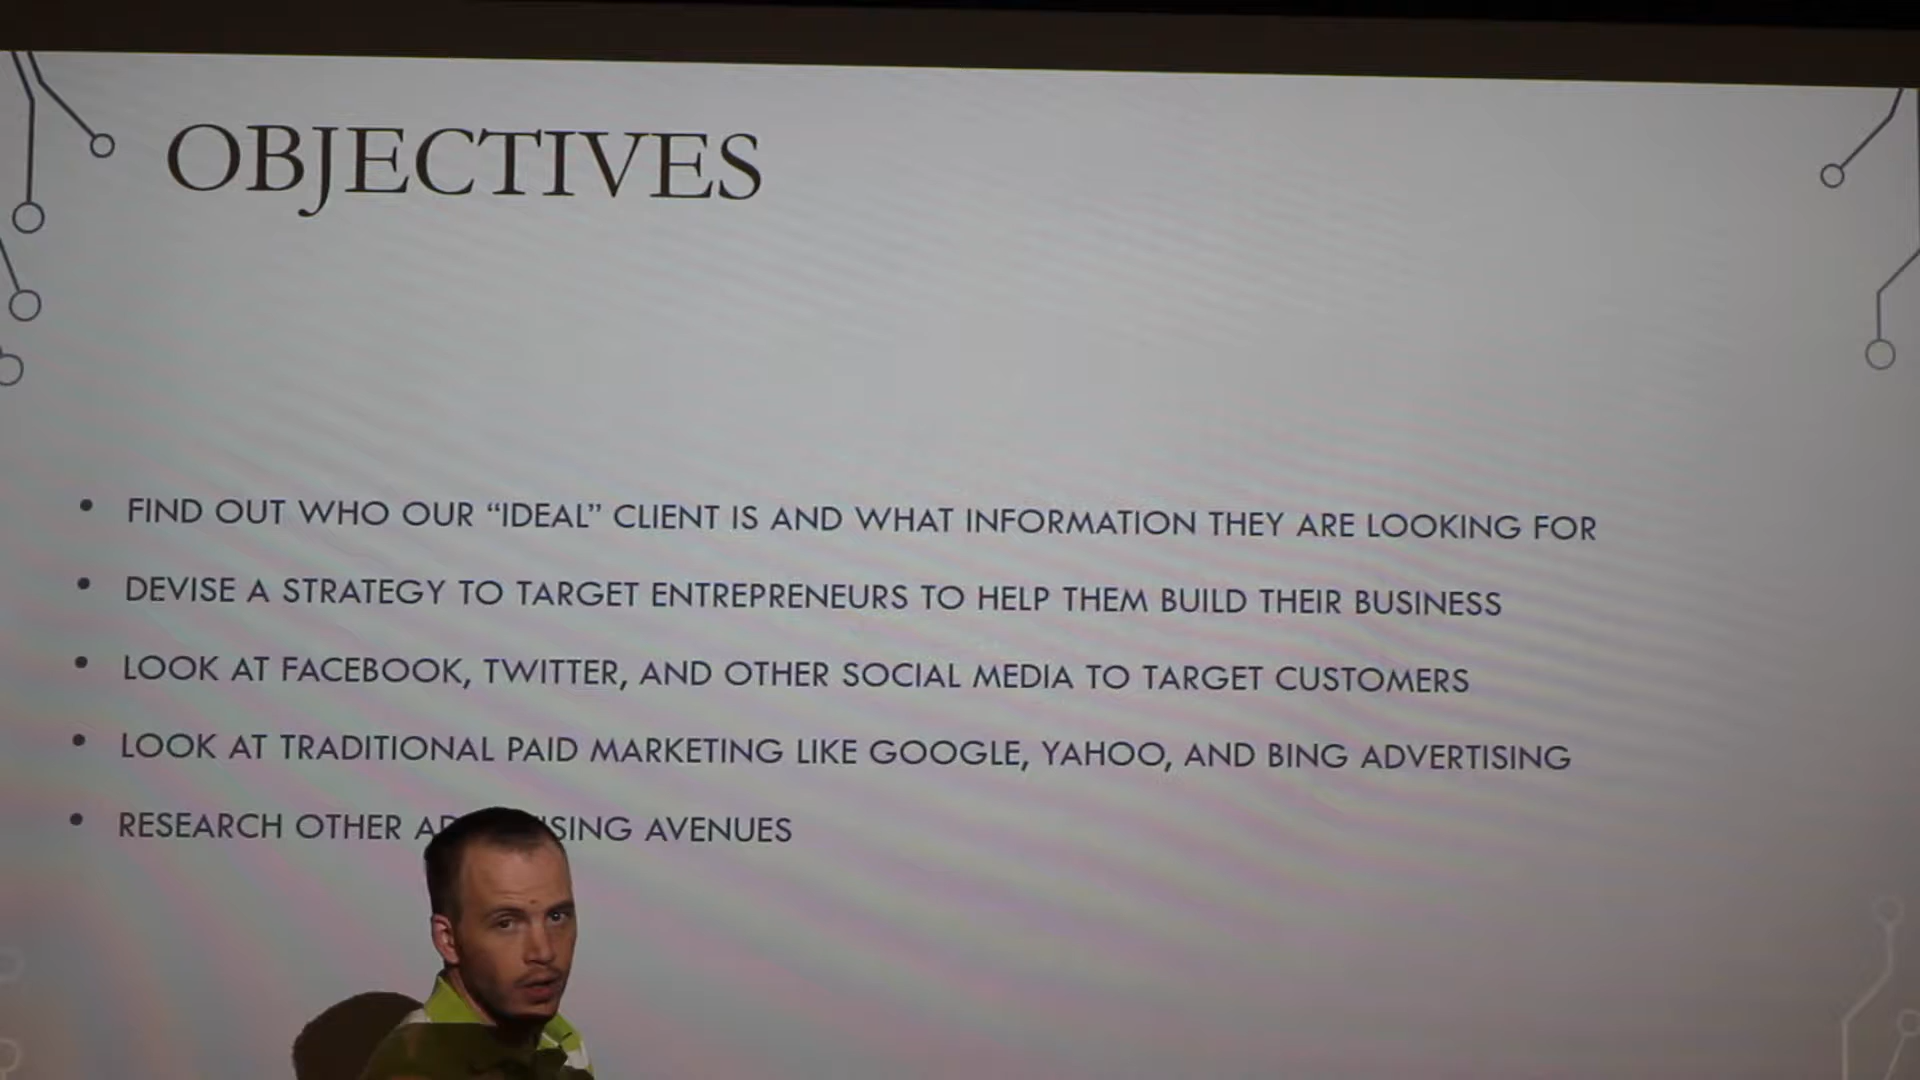 OBJECTIVES
• FIND OUT WHO OUR “IDEAL” CLIENT IS AND WHAT INFORMATION THEY ARE LOOKING FOR
• DEVISE A STRATEGY TO TARGET ENTREPRENEURS TO HELP THEM BUILD THEIR BUSINESS
• LOOK AT FACEBOOK, TWITTER, AND OTHER SOCIAL MEDIA TO TARGET CUSTOMERS
• LOOK AT TRADITIONAL PAID MARKETING LIKE GOOGLE, YAHOO, AND BING ADVERTISING
• RESEARCH OTHER AVENUES